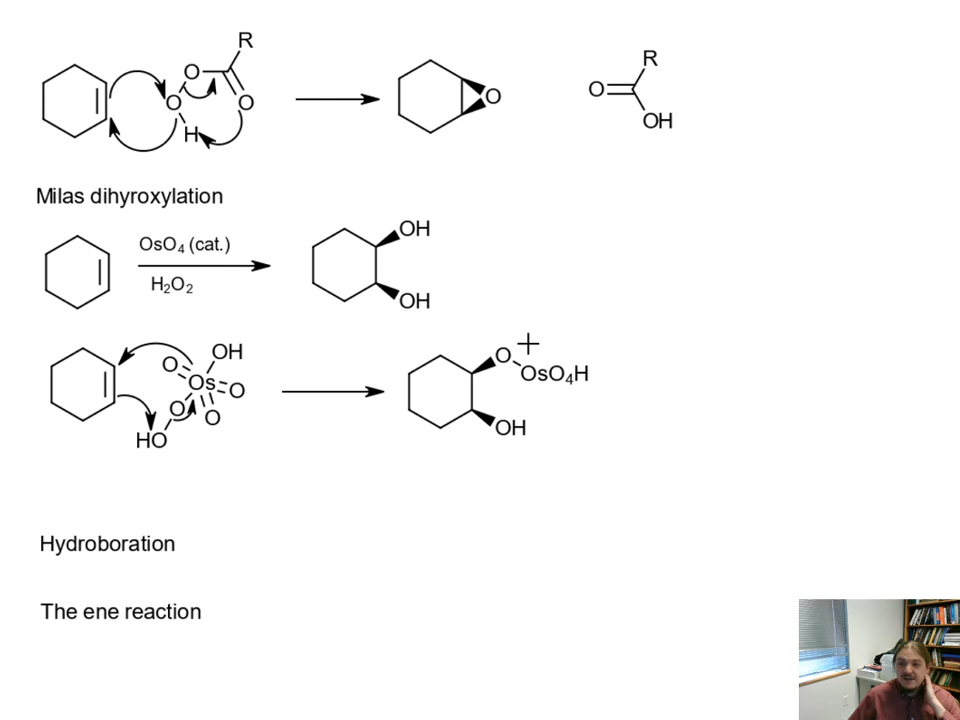 R
O
O
O
H
O
R
O
OH
Milas dihyroxylation
OsO4 (cat.)
H2O2
OH
OH
OH
O
Os
O
O
O
HO
O
+
OsO4H
OH
Hydroboration
The ene reaction